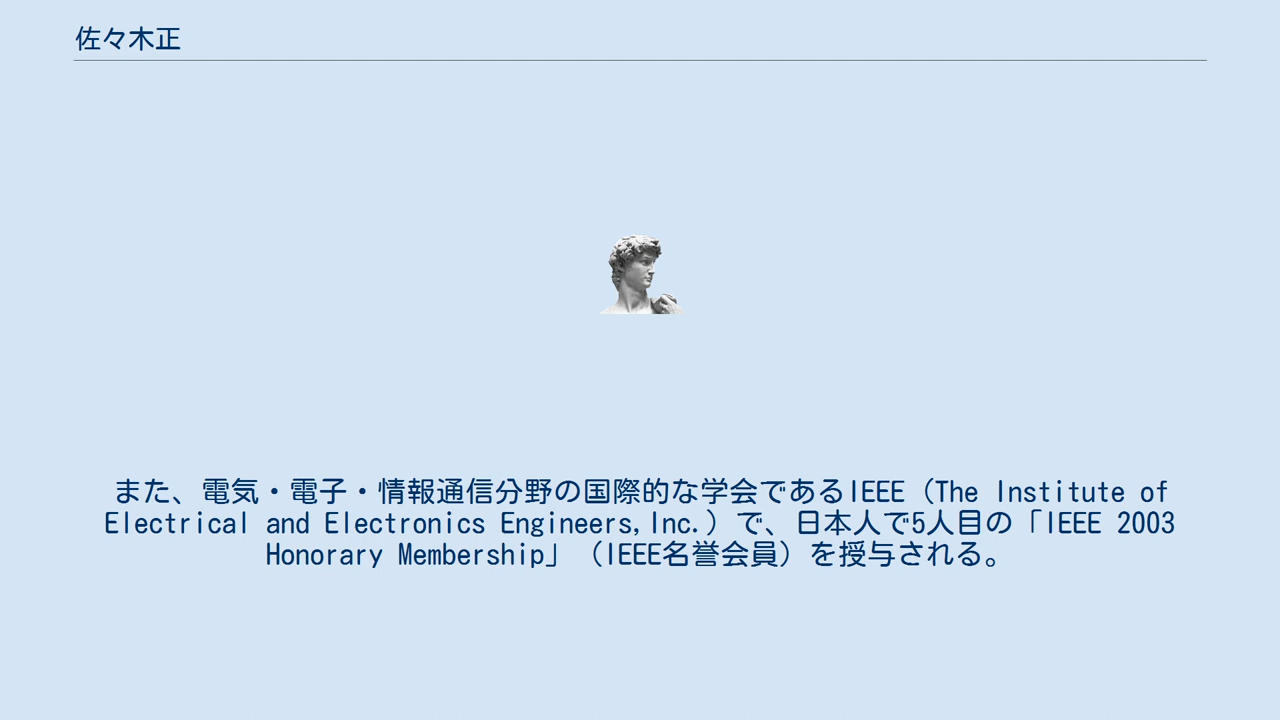 佐々木正
また、電気・電子・情報通信分野の国際的な学会であるIEEE（The Institute of
Electrical and Electronics Engineers,Inc.）で、日本人で5人目の「IEEE 2003
Honorary Membership」（IEEE名誉会員）を授与される。